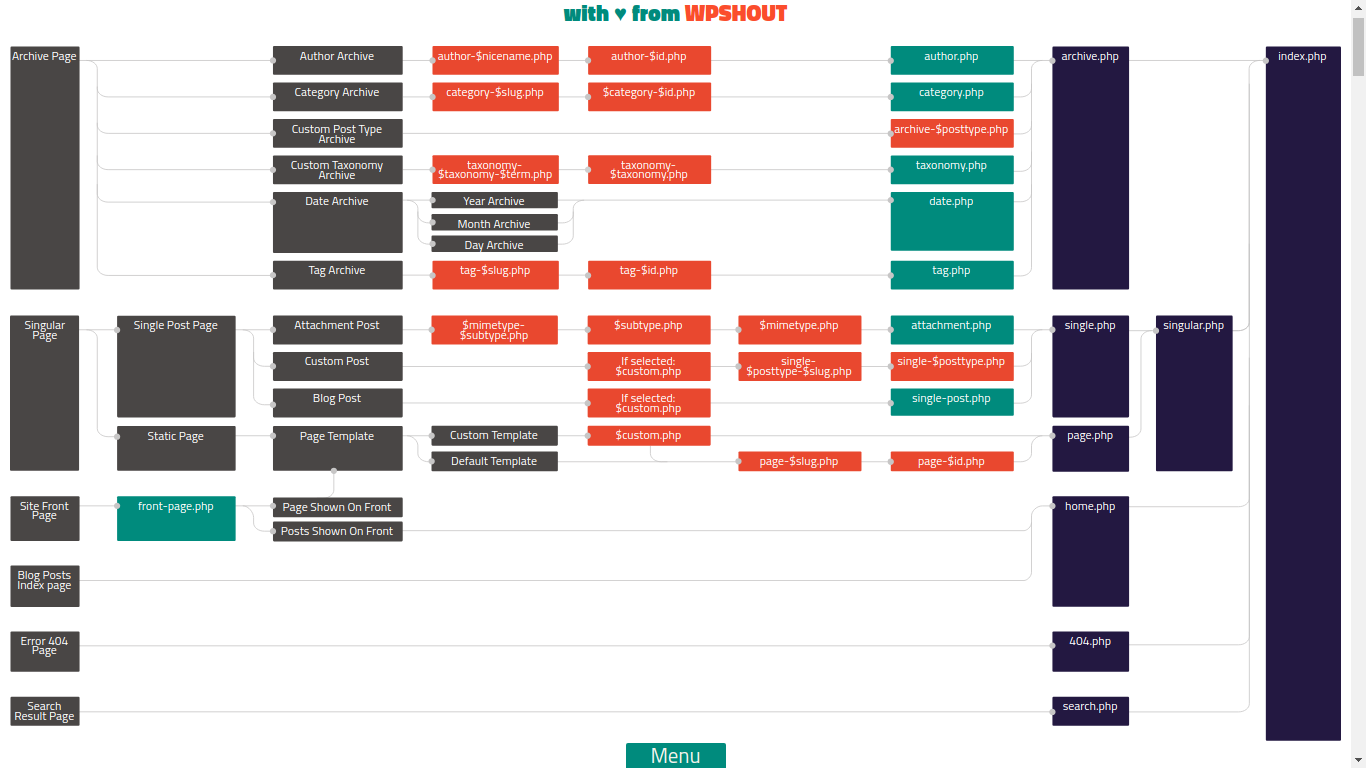 with ♥ from WPSHOUT
Archive Page
Author Archive
author-$nicename.php
author-$id.php
author.php
archive.php
index.php
Category Archive
category-$slug.php
$category-$id.php
category.php
Custom Post Type
Archive
archive-$posttype.php
Custom Taxonomy
Archive
taxonomy-
$taxonomy-$term.php
taxonomy-
$taxonomy.php
taxonomy.php
Date Archive
Year Archive
date.php
Month Archive
Day Archive
Tag Archive
tag-$slug.php
tag-$id.php
tag.php
Singular
Page
Single Post Page
Attachment Post
$mimetype-
$subtype.php
$subtype.php
$mimetype.php
attachment.php
single.php
singular.php
Custom Post
If selected:
$custom.php
single-
$posttype-$slug.php
single-$posttype.php
Blog Post
If selected:
$custom.php
single-post.php
Static Page
Page Template
Custom Template
$custom.php
page.php
Default Template
page-$slug.php
page-$id.php
Site Front
Page
front-page.php
Page Shown On Front
home.php
Posts Shown On Front
Blog Posts
Index page
Error 404
Page
404.php
Search
Result Page
search.php
Menu